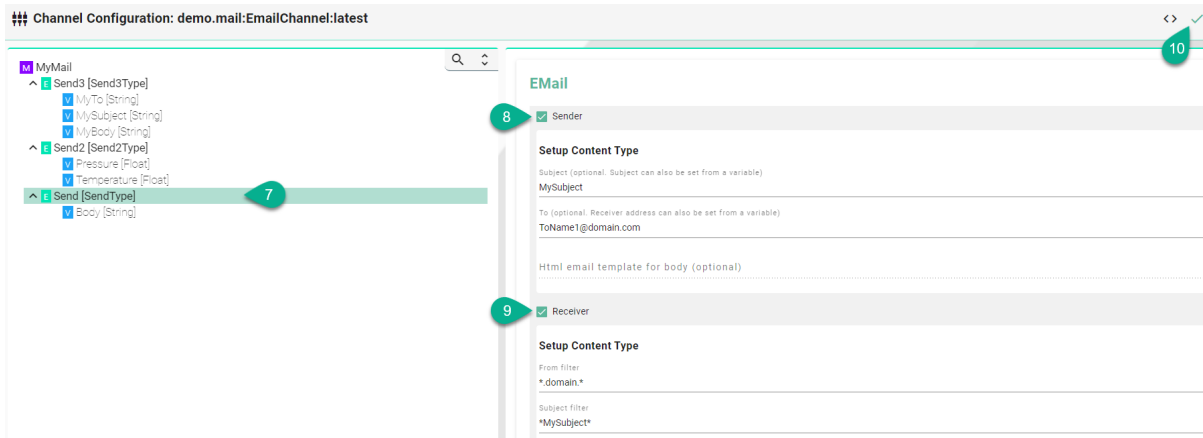 Channel Configuration: demo.mail:EmailChannel:latest
<>
10
M MyMail
E Send3 [Send3Type]
V MyTo [String]
V MySubject [String]
V MyBody [String]
E Send2 [Send2Type]
V Pressure [Float]
V Temperature [Float]
E Send [SendType]
7
V Body [String]
EMail
8
Sender
Setup Content Type
Subject (optional. Subject can also be set from a variable)
MySubject
To (optional. Receiver address can also be set from a variable)
ToName1@domain.com
Html email template for body (optional)
9
Receiver
Setup Content Type
From filter
*.domain.*
Subject filter
*MySubject*